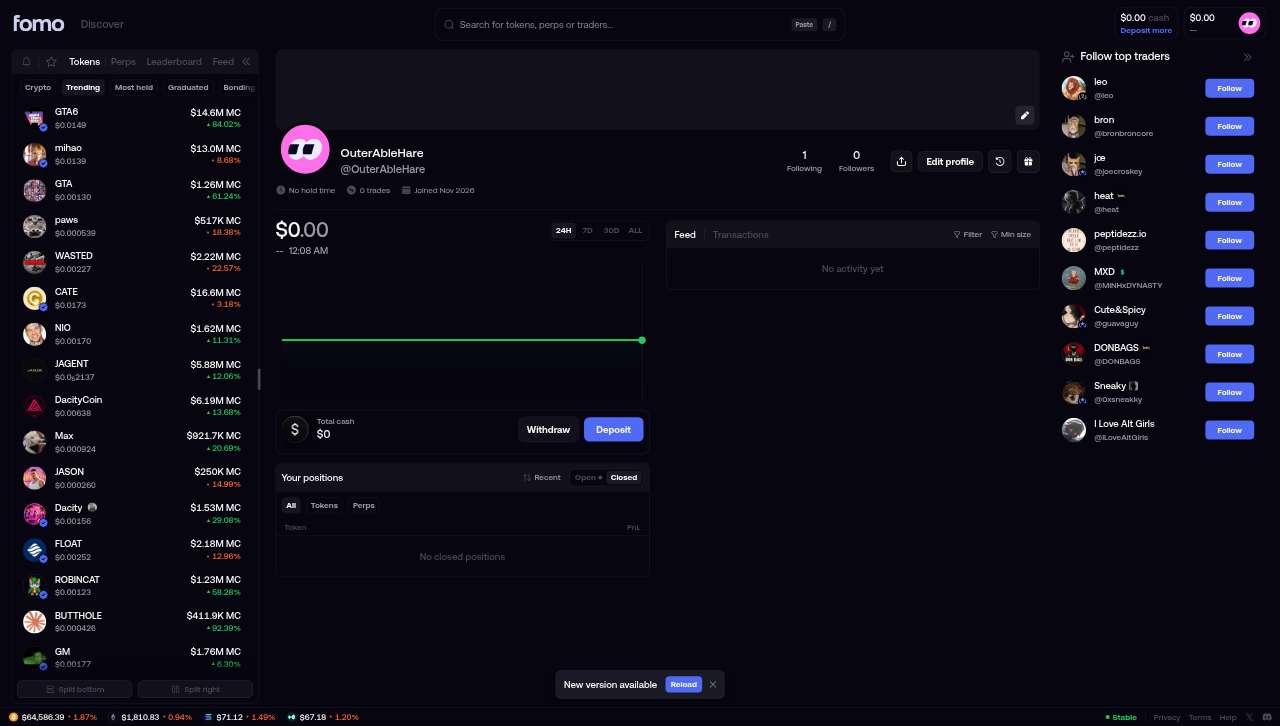 fomo Discover
Search for tokens, perps or traders... Paste /
$0.00 cash
Deposit more
$0.00
--
Tokens Perps Leaderboard Feed
Crypto Trending Most held Graduated Bonding
GTA6 $14.6M MC
$0.0149 84.02%
mihao $13.0M MC
$0.0139 8.68%
GTA $1.26M MC
$0.00130 61.24%
paws $517K MC
$0.000539 18.38%
WASTED $2.22M MC
$0.00227 22.57%
CATE $16.6M MC
$0.0173 3.18%
NIO $1.62M MC
$0.00170 11.31%
JAGENT $5.88M MC
$0.0₅2137 12.06%
DacityCoin $6.19M MC
$0.00638 13.68%
Max $921.7K MC
$0.000924 20.69%
JASON $250K MC
$0.000260 14.99%
Dacity $1.53M MC
$0.00156 29.08%
FLOAT $2.18M MC
$0.00252 12.96%
ROBINCAT $1.23M MC
$0.00123 58.28%
BUTTHOLE $411.9K MC
$0.000426 92.39%
GM $1.76M MC
$0.00177 6.30%
Split bottom Split right
OuterAbleHare
@OuterAbleHare
1 Following
0 Followers
Edit profile
No hold time 0 trades Joined Nov 2026
$0.00
-- 12:08 AM
24H 7D 30D ALL
Total cash
$0
Withdraw Deposit
Your positions Recent Open Closed
All Tokens Perps
Token PnL
No closed positions
Feed Transactions Filter Min size
No activity yet
Follow top traders
leo
@leo
Follow
bron
@bronbroncore
Follow
jœ
@joecroskey
Follow
heat
@heat
Follow
peptidezz.io
@peptidezz
Follow
MXD
@MINHxDYNASTY
Follow
Cute&Spicy
@guavaguy
Follow
DONBAGS
@DONBAGS
Follow
Sneaky
@0xsneakky
Follow
I Love Alt Girls
@ILoveAltGirls
Follow
New version available Reload
$64,586.39 1.87% $1,810.83 0.94% $71.12 1.49% $67.18 1.20%
Stable Privacy Terms Help